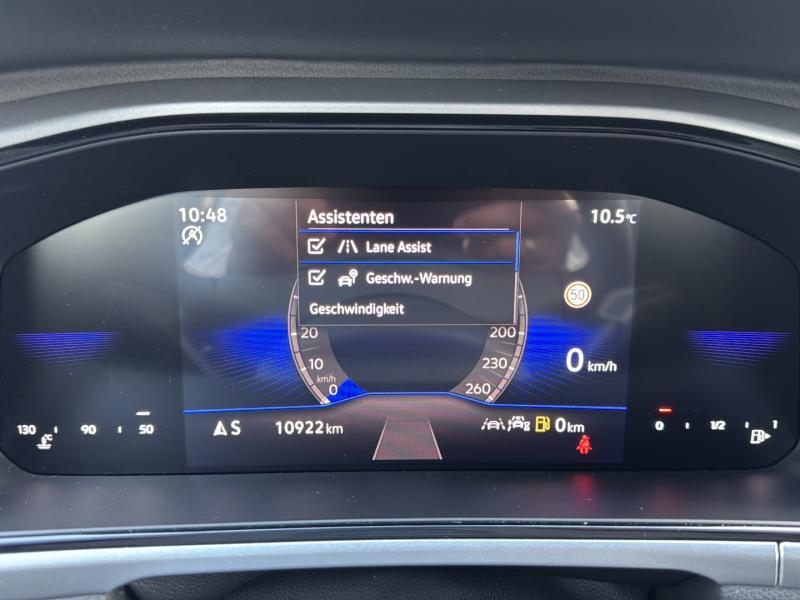 10:48
Assistenten
10.5°C
Lane Assist
Geschw.-Warnung
Geschwindigkeit
50
20
200
10
230
km/h
0
260
0 km/h
130 90 50
S
10922 km
0 km
0 1/2 1